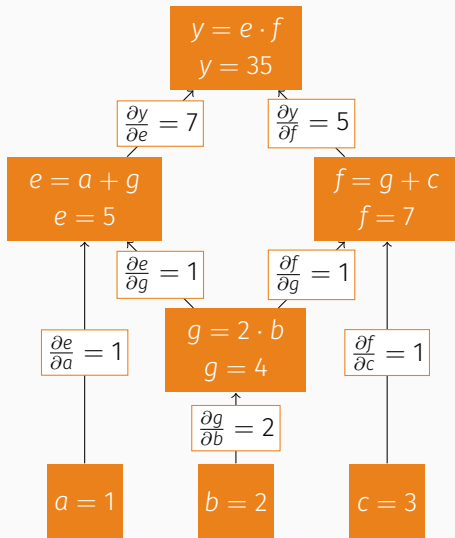 y = e · f
y = 35
∂y/∂e = 7
∂y/∂f = 5
e = a + g
e = 5
f = g + c
f = 7
∂e/∂g = 1
∂f/∂g = 1
g = 2 · b
g = 4
∂e/∂a = 1
∂f/∂c = 1
∂g/∂b = 2
a = 1
b = 2
c = 3